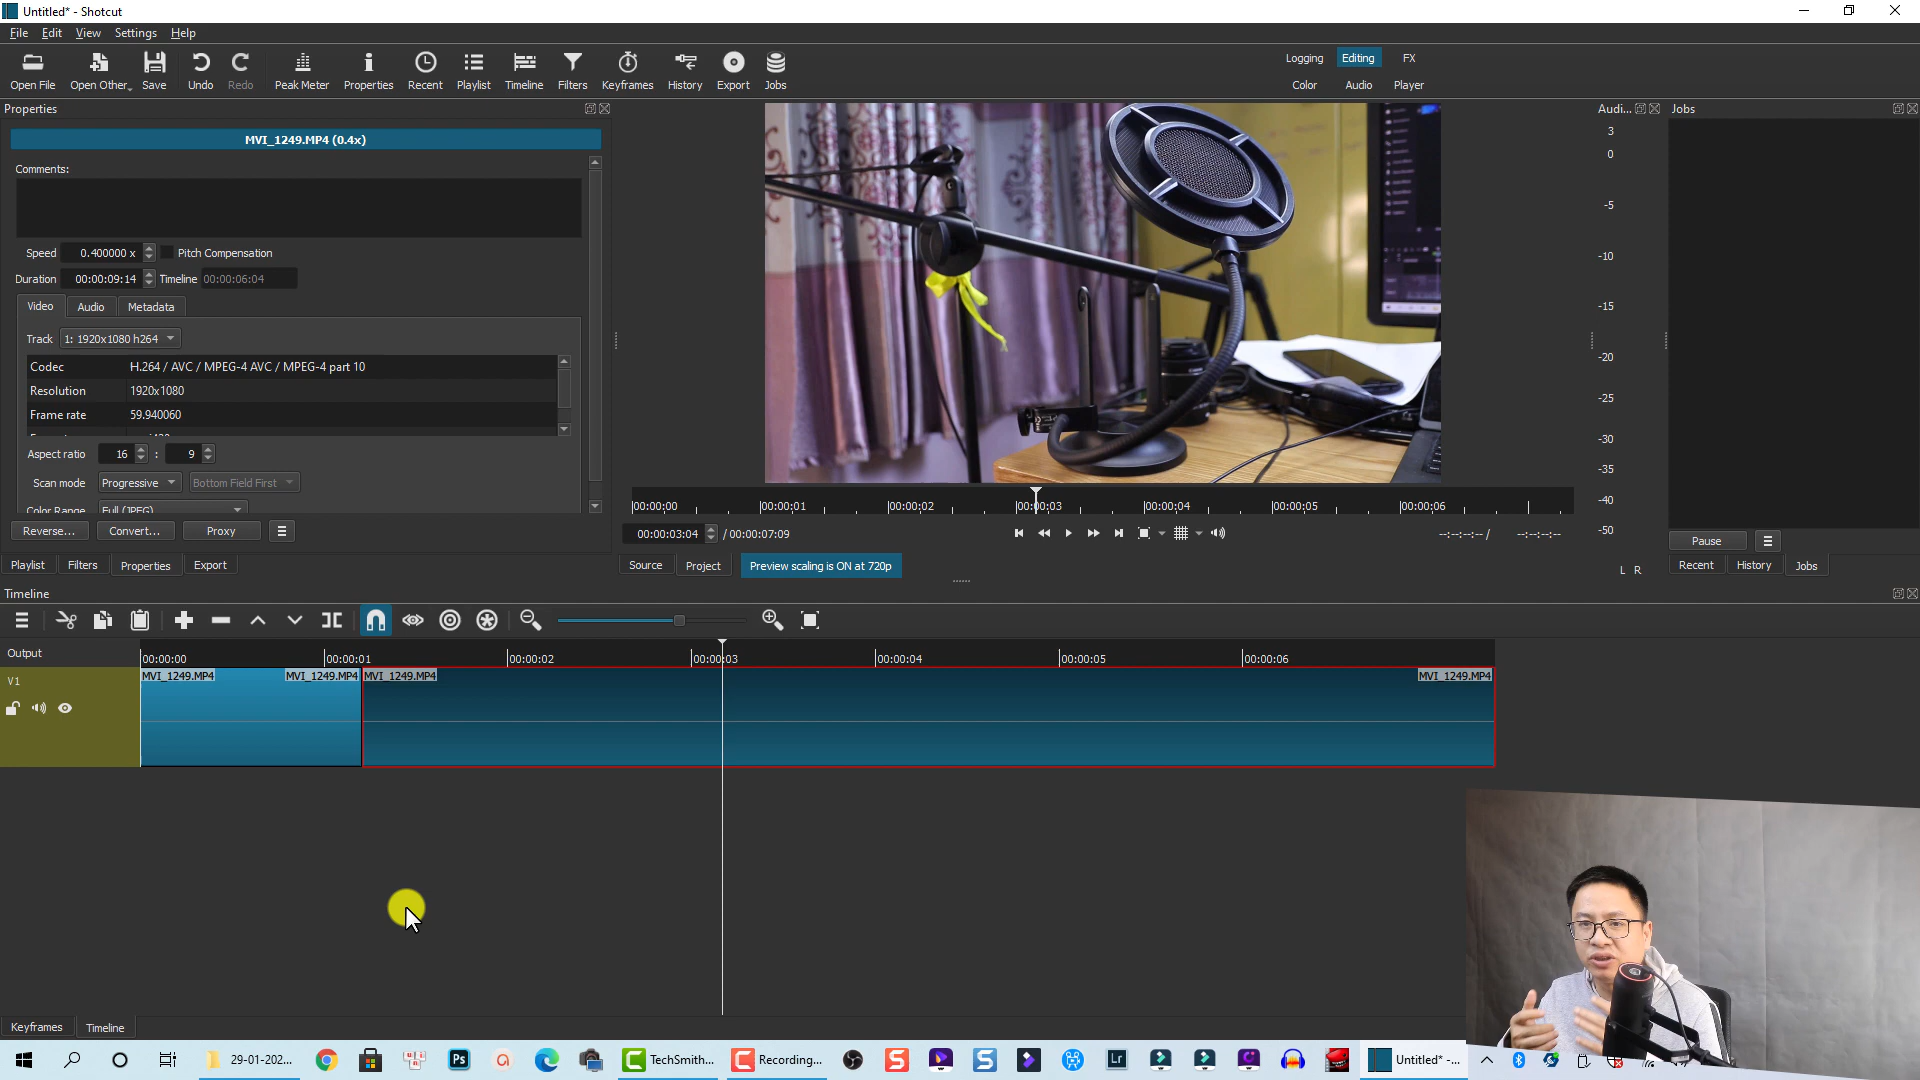 Untitled* - Shotcut
File Edit View Settings Help
Open File Open Other... Save Undo Redo Peak Meter Properties Recent Playlist Timeline Filters Keyframes History Export Jobs
Logging Editing FX
Color Audio Player
Properties
MVI_1249.MP4 (0.4x)
Comments:
Speed 0.400000 x Pitch Compensation
Duration 00:00:09:14 Timeline 00:00:06:04
Video Audio Metadata
Track 1: 1920x1080 h264
Codec H.264 / AVC / MPEG-4 AVC / MPEG-4 part 10
Resolution 1920x1080
Frame rate 59.940060
Aspect ratio 16 : 9
Scan mode Progressive Bottom Field First
Color Range Full (JPEG)
Reverse... Convert... Proxy
Playlist Filters Properties Export
00:00:00 00:00:01 00:00:02 00:00:03 00:00:04 00:00:05 00:00:06
00:00:03:04 / 00:00:07:09 --:--:--:-- / --:--:--:--
Source Project Preview scaling is ON at 720p
Audi...
3
0
-5
-10
-15
-20
-25
-30
-35
-40
-50
L R
Jobs
Pause
Recent History Jobs
Timeline
Output 00:00:00 00:00:01 00:00:02 00:00:03 00:00:04 00:00:05 00:00:06
V1 MVI_1249.MP4 MVI_1249.MP4 MVI_1249.MP4 MVI_1249.MP4
Keyframes Timeline
29-01-202... Ps TechSmith... Recording... S S Lr Untitled* -...